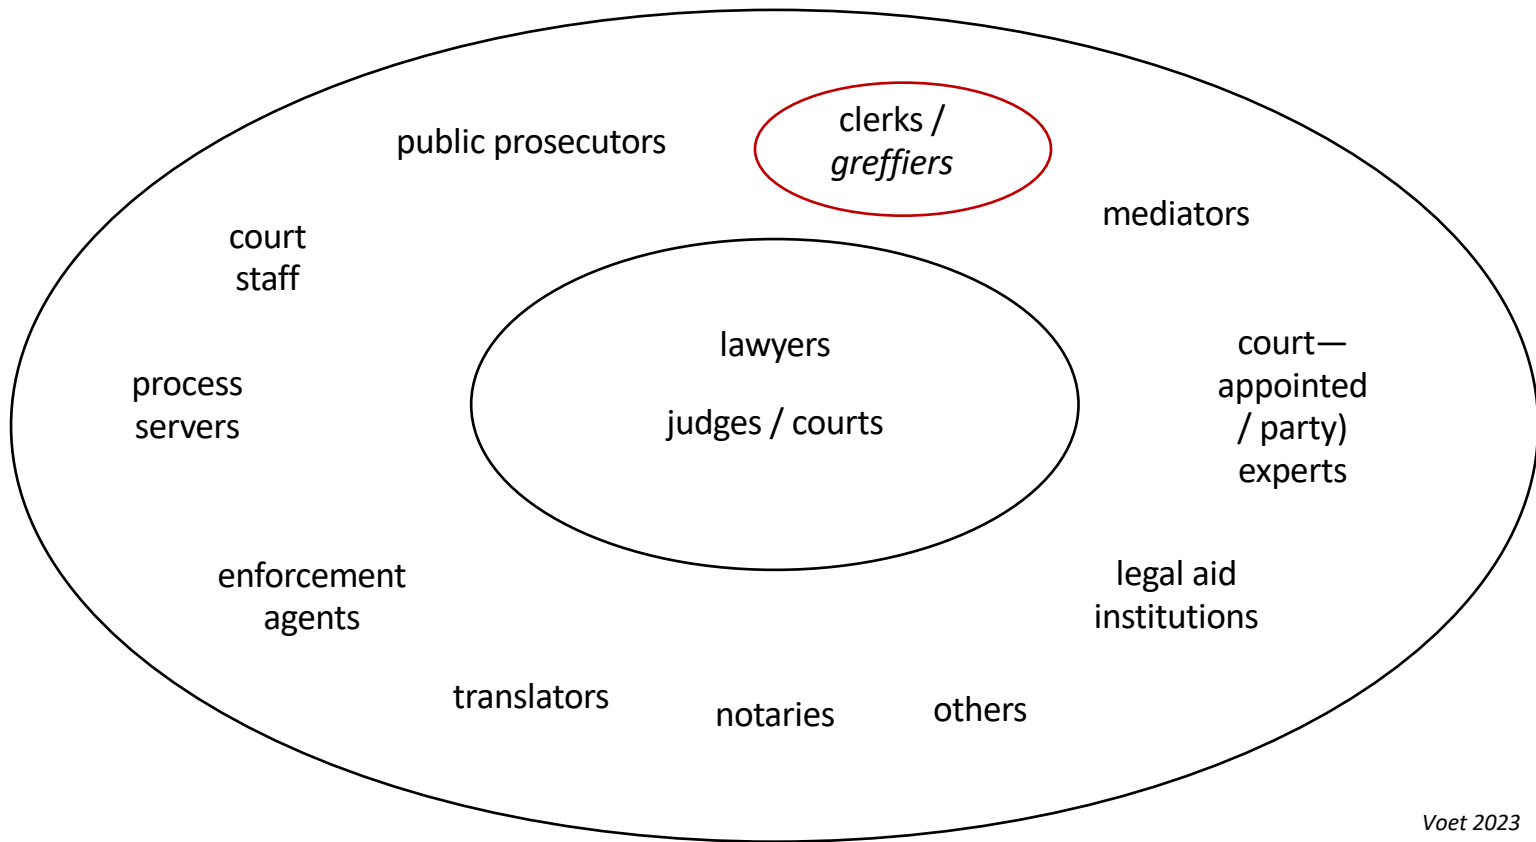 public prosecutors
clerks /
greffiers
mediators
court
staff
lawyers
judges / courts
process
servers
court—
appointed
/ party)
experts
enforcement
agents
legal aid
institutions
translators
notaries
others
Voet 2023